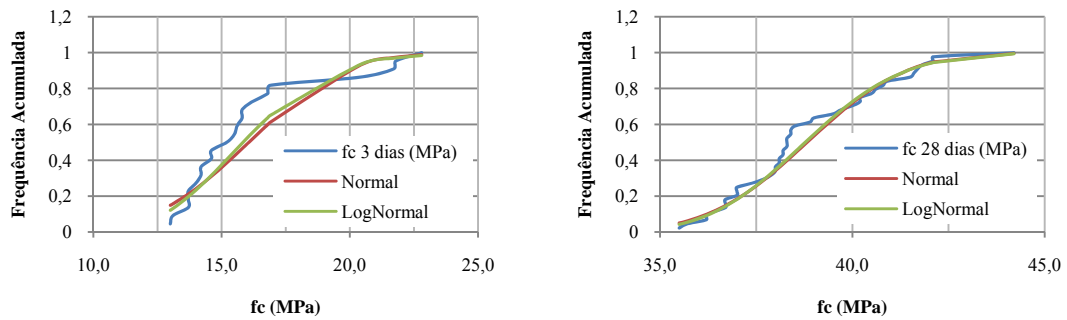 Frequência Acumulada
1,2
1
0,8
0,6
0,4
0,2
0
fc 3 dias (MPa)
Normal
LogNormal
10,0 15,0 20,0 25,0
fc (MPa)
Frequência Acumulada
1,2
1
0,8
0,6
0,4
0,2
0
fc 28 dias (MPa)
Normal
LogNormal
35,0 40,0 45,0
fc (MPa)